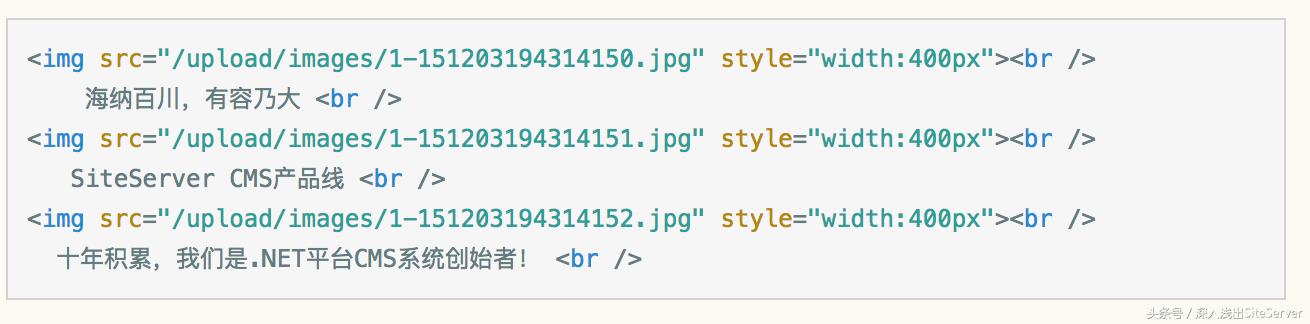 <img src="/upload/images/1-151203194314150.jpg" style="width:400px"><br />
海纳百川，有容乃大 <br />
<img src="/upload/images/1-151203194314151.jpg" style="width:400px"><br />
SiteServer CMS产品线 <br />
<img src="/upload/images/1-151203194314152.jpg" style="width:400px"><br />
十年积累，我们是.NET平台CMS系统创始者！ <br />
头条号 / 深入浅出SiteServer